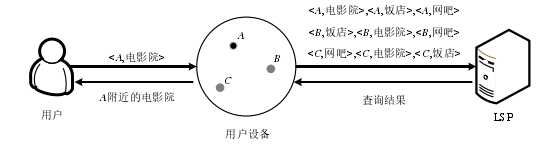 <A,电影院>,<A,饭店>,<A,网吧>
<B,饭店>,<B,电影院>,<B,网吧>
<C,网吧>,<C,电影院>,<C,饭店>
<A,电影院>
A
B
C
A附近的电影院
查询结果
用户
用户设备
LSP